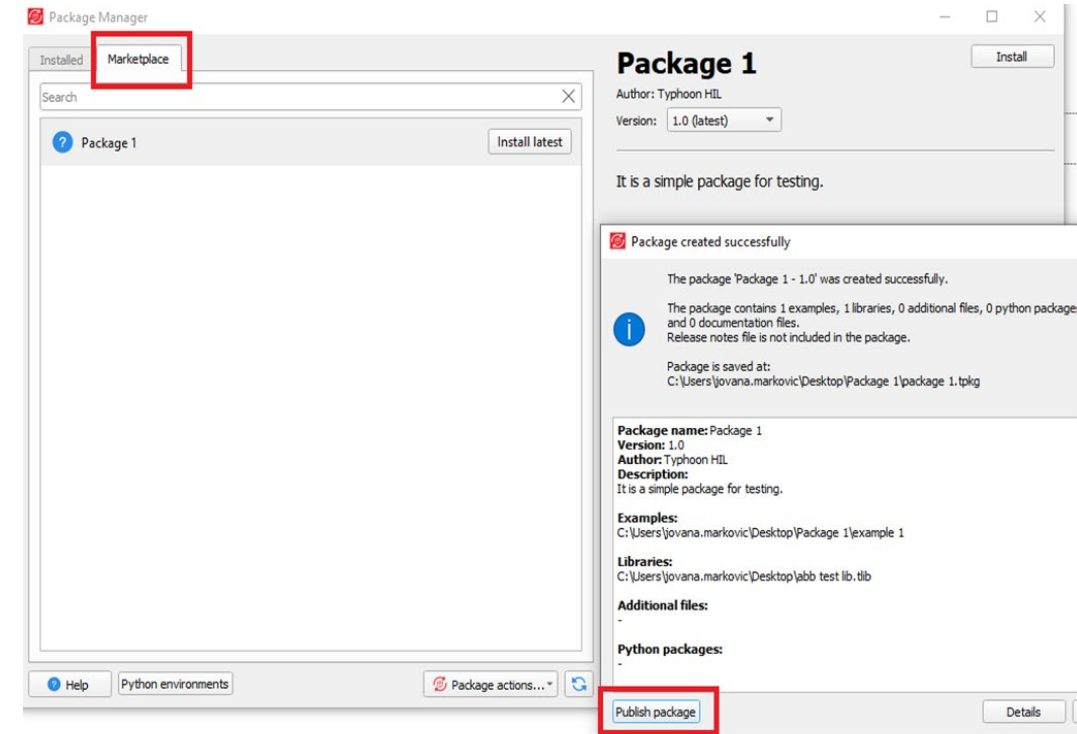 Package Manager
Installed
Marketplace
Search
Package 1
Install latest
Help
Python environments
Package actions...
Package 1
Install
Author: Typhoon HIL
Version:
1.0 (latest)
It is a simple package for testing.
Package created successfully
The package 'Package 1 - 1.0' was created successfully.
The package contains 1 examples, 1 libraries, 0 additional files, 0 python package
and 0 documentation files.
Release notes file is not included in the package.
Package is saved at:
C:\Users\jovana.markovic\Desktop\Package 1\package 1.tpkg
Package name: Package 1
Version: 1.0
Author: Typhoon HIL
Description:
It is a simple package for testing.
Examples:
C:\Users\jovana.markovic\Desktop\Package 1\example 1
Libraries:
C:\Users\jovana.markovic\Desktop\abb test lib.tlib
Additional files:
-
Python packages:
-
Publish package
Details